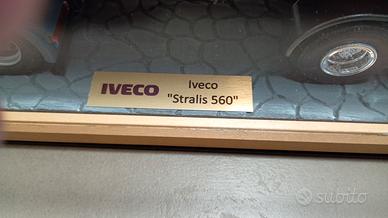 IVECO
Iveco
"Stralis 560"
subito